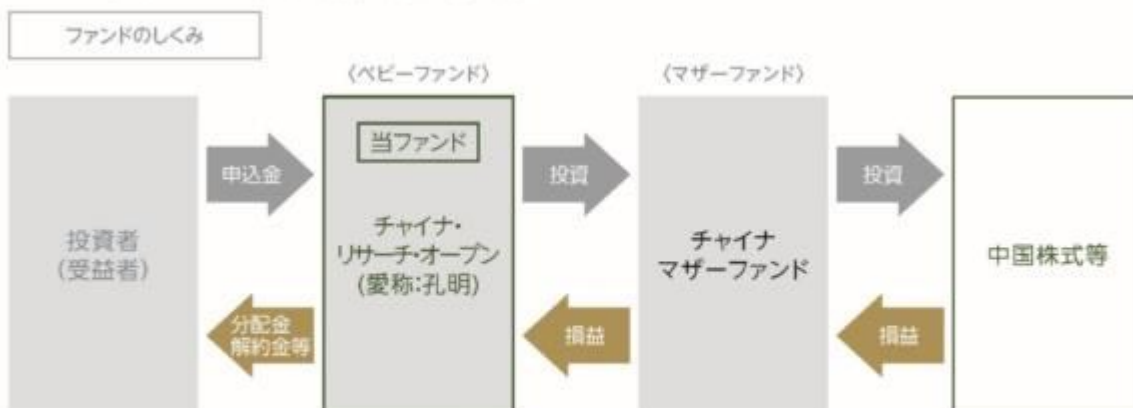 ファンドのしくみ
〈ベビーファンド〉
〈マザーファンド〉
投資者
(受益者)
申込金
分配金
解約金等
当ファンド
チャイナ・
リサーチ・オープン
(愛称:孔明)
投資
損益
チャイナ
マザーファンド
投資
損益
中国株式等